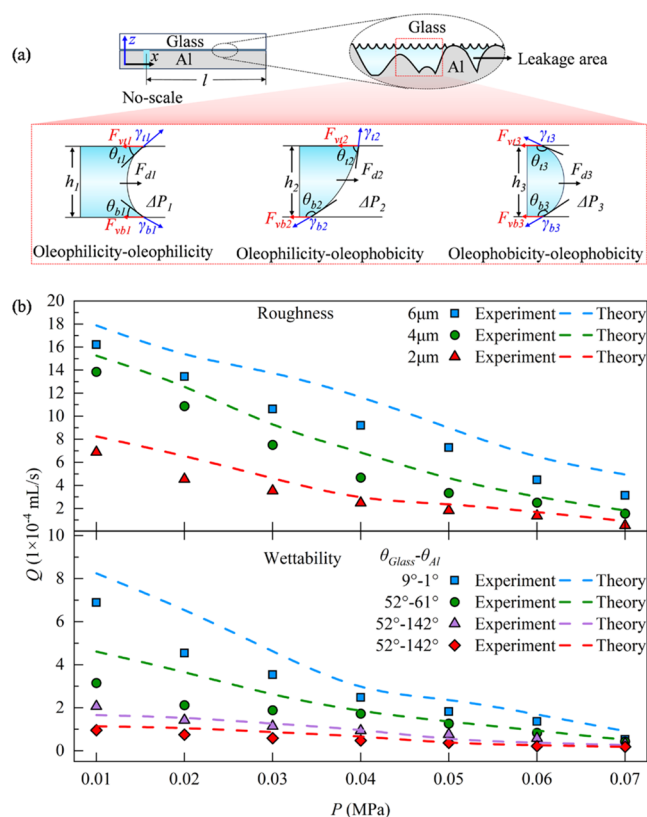 (a)
z
Glass
Al
x
l
No-scale
Glass
Al
Leakage area
F_vt1 γ_t1
θ_t1
h_1 F_d1
θ_b1 ΔP_1
F_vb1 γ_b1
Oleophilicity-oleophilicity
F_vt2 γ_t2
θ_t2
h_2 F_d2
θ_b2 ΔP_2
F_vb2 γ_b2
Oleophilicity-oleophobicity
F_vt3 γ_t3
θ_t3
h_3 F_d3
θ_b3 ΔP_3
F_vb3 γ_b3
Oleophobicity-oleophobicity
(b)
Q (1×10⁻⁴ mL/s)
20
18
16
14
12
10
8
6
4
2
Roughness
6μm Experiment Theory
4μm Experiment Theory
2μm Experiment Theory
10
8
6
4
2
0
Wettability θ_Glass-θ_Al
9°-1° Experiment Theory
52°-61° Experiment Theory
52°-142° Experiment Theory
52°-142° Experiment Theory
0.01 0.02 0.03 0.04 0.05 0.06 0.07
P (MPa)